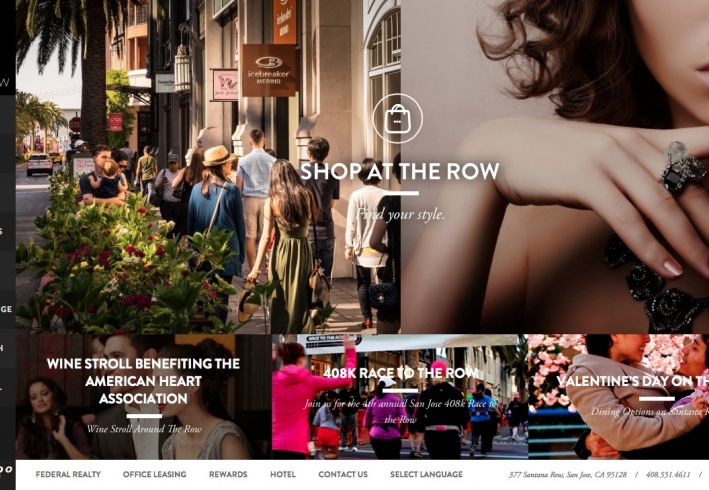 icebreaker
MERINO
STOP
SHOP AT THE ROW
Find your style.
WINE STROLL BENEFITING THE
AMERICAN HEART
ASSOCIATION
Wine Stroll Around The Row
408K RACE TO THE ROW
Join us for the 4th annual San Jose 408k Race to
the Row
VALENTINE'S DAY ON TH
Dining Options on Santana R
FEDERAL REALTY
OFFICE LEASING
REWARDS
HOTEL
CONTACT US
SELECT LANGUAGE
377 Santana Row, San Jose, CA 95128 / 408.551.4611 /
W
S
GE
H